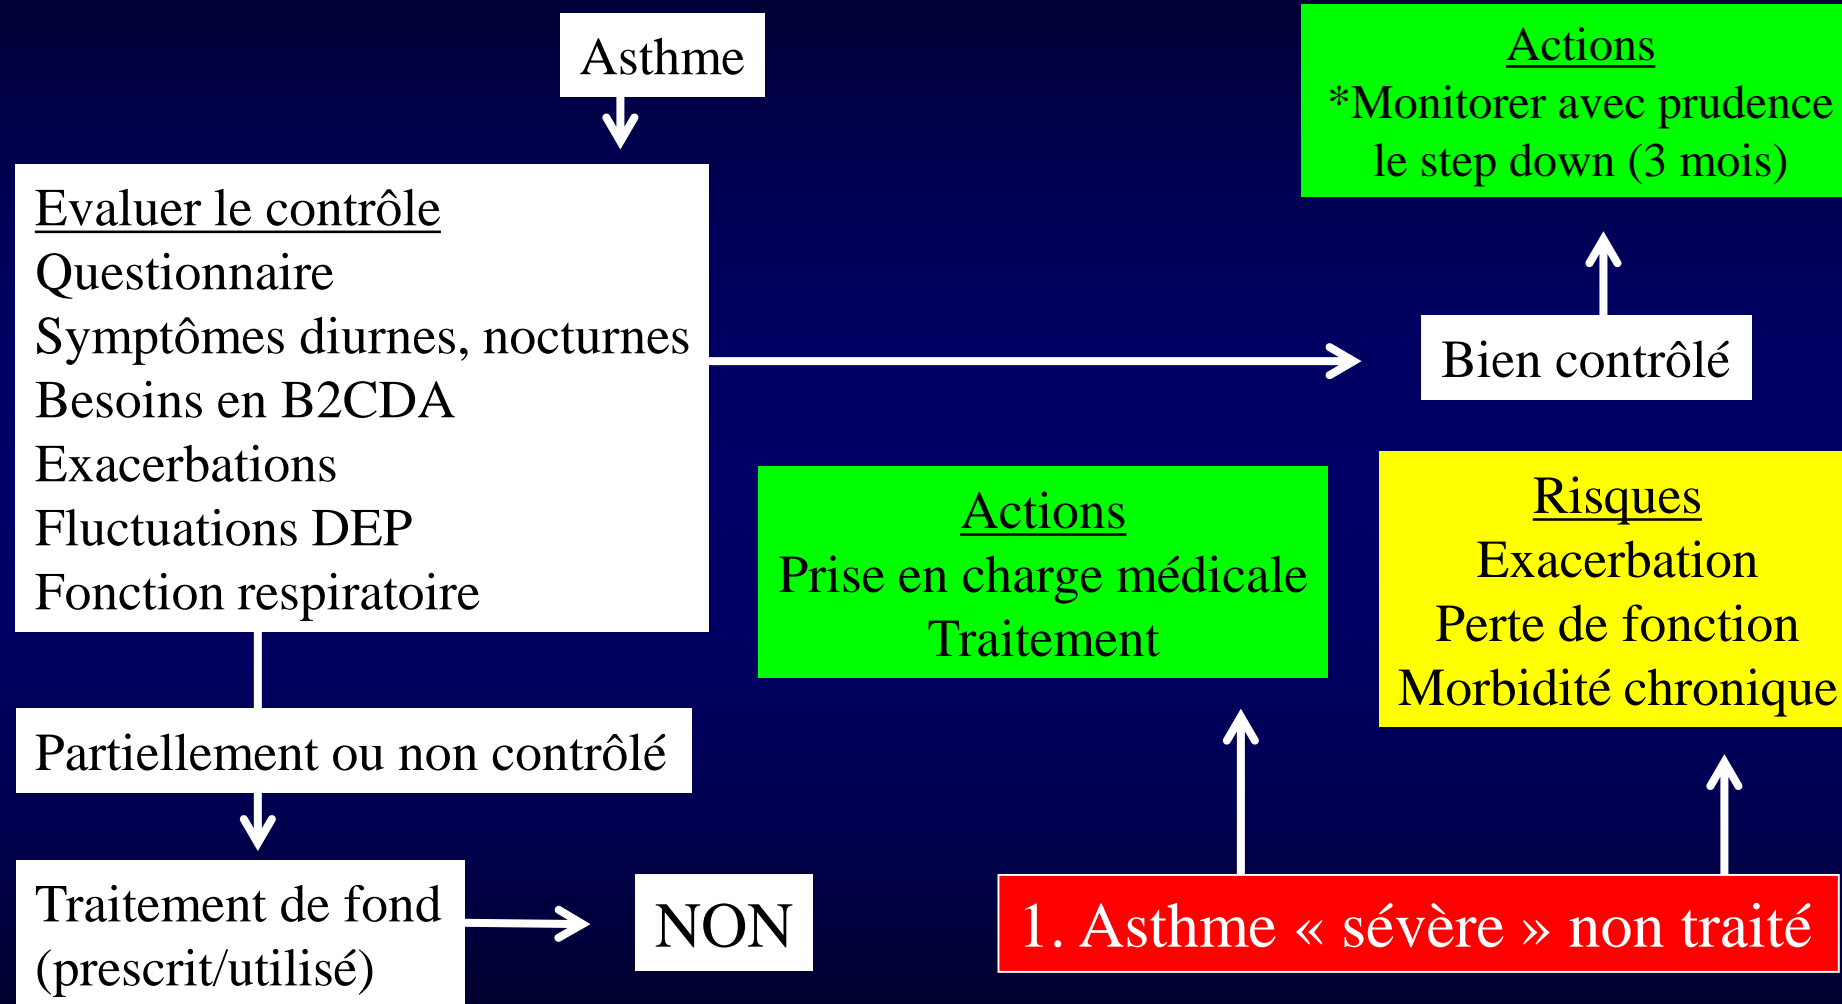 Asthme
Actions
*Monitorer avec prudence
le step down (3 mois)
Evaluer le contrôle
Questionnaire
Symptômes diurnes, nocturnes
Besoins en B2CDA
Exacerbations
Fluctuations DEP
Fonction respiratoire
Bien contrôlé
Actions
Prise en charge médicale
Traitement
Risques
Exacerbation
Perte de fonction
Morbidité chronique
Partiellement ou non contrôlé
Traitement de fond
(prescrit/utilisé)
NON
1. Asthme « sévère » non traité